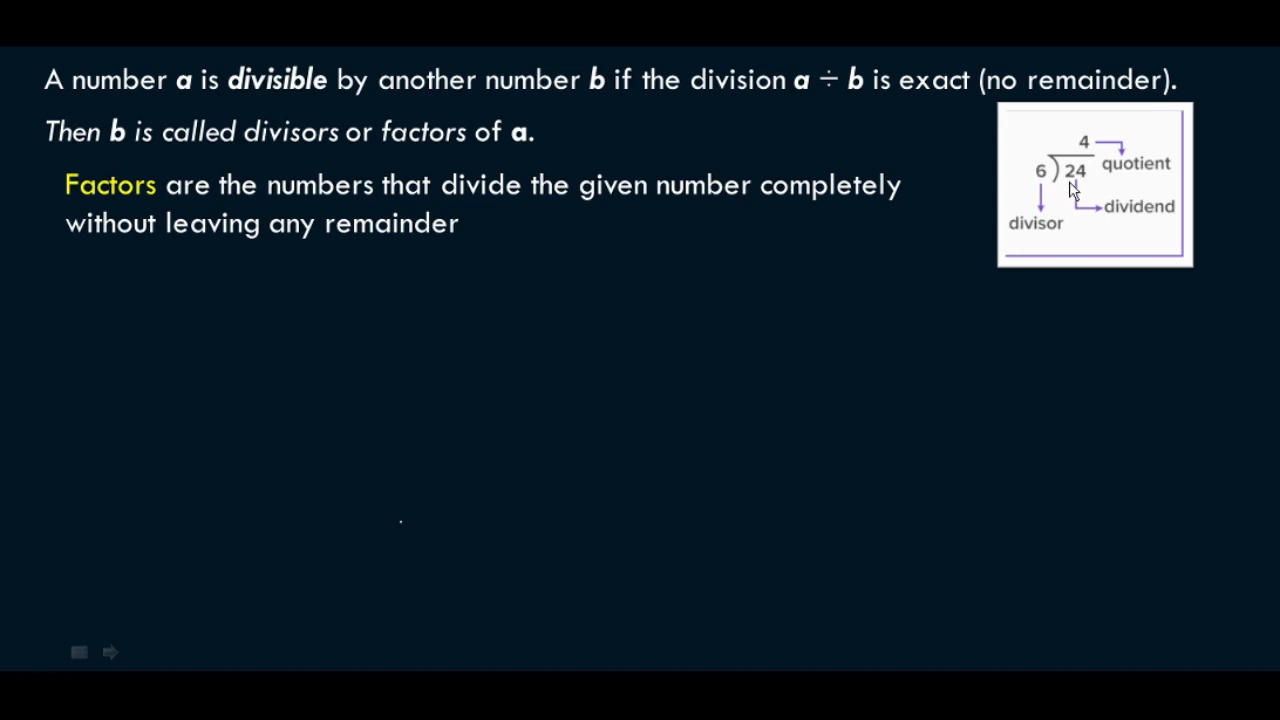 A number a is divisible by another number b if the division a ÷ b is exact (no remainder).
Then b is called divisors or factors of a.
Factors are the numbers that divide the given number completely
without leaving any remainder
4
quotient
6 ) 24
dividend
divisor